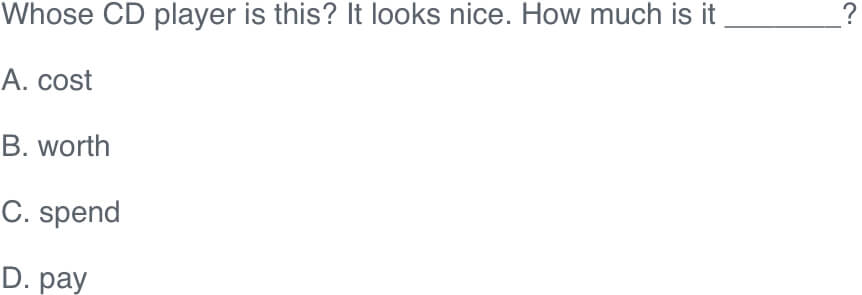 Whose CD player is this? It looks nice. How much is it ________?
A. cost
B. worth
C. spend
D. pay